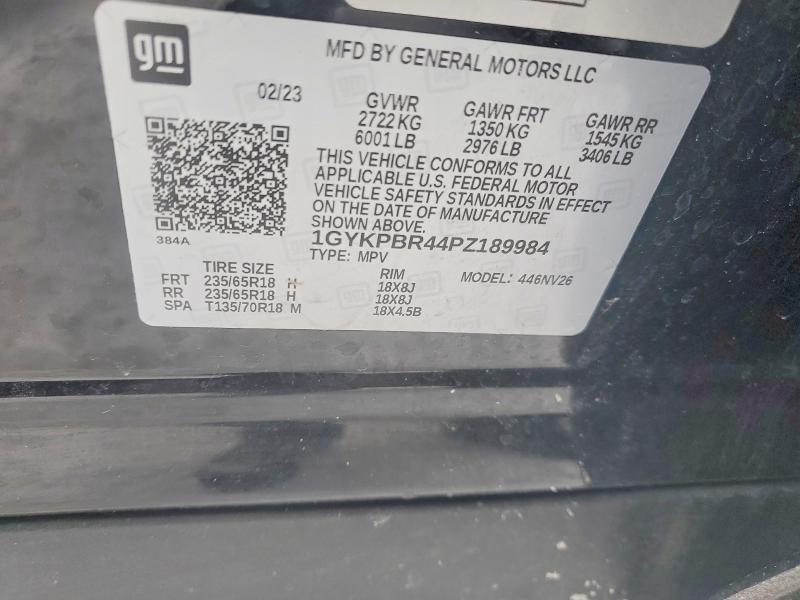 gm
MFD BY GENERAL MOTORS LLC
02/23
GVWR
2722 KG
6001 LB
GAWR FRT
1350 KG
2976 LB
GAWR RR
1545 KG
3406 LB
THIS VEHICLE CONFORMS TO ALL
APPLICABLE U.S. FEDERAL MOTOR
VEHICLE SAFETY STANDARDS IN EFFECT
ON THE DATE OF MANUFACTURE
SHOWN ABOVE.
384A
1GYKPBR44PZ189984
TYPE: MPV
MODEL: 446NV26
TIRE SIZE RIM
FRT 235/65R18 H 18X8J
RR 235/65R18 H 18X8J
SPA T135/70R18 M 18X4.5B